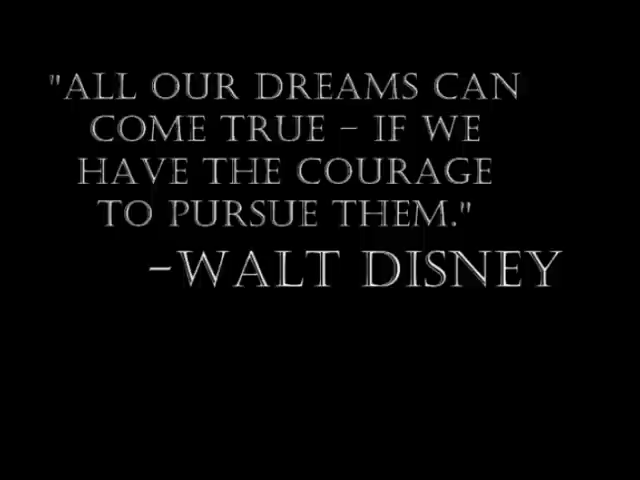 "ALL OUR DREAMS CAN
COME TRUE – IF WE
HAVE THE COURAGE
TO PURSUE THEM."
-WALT DISNEY